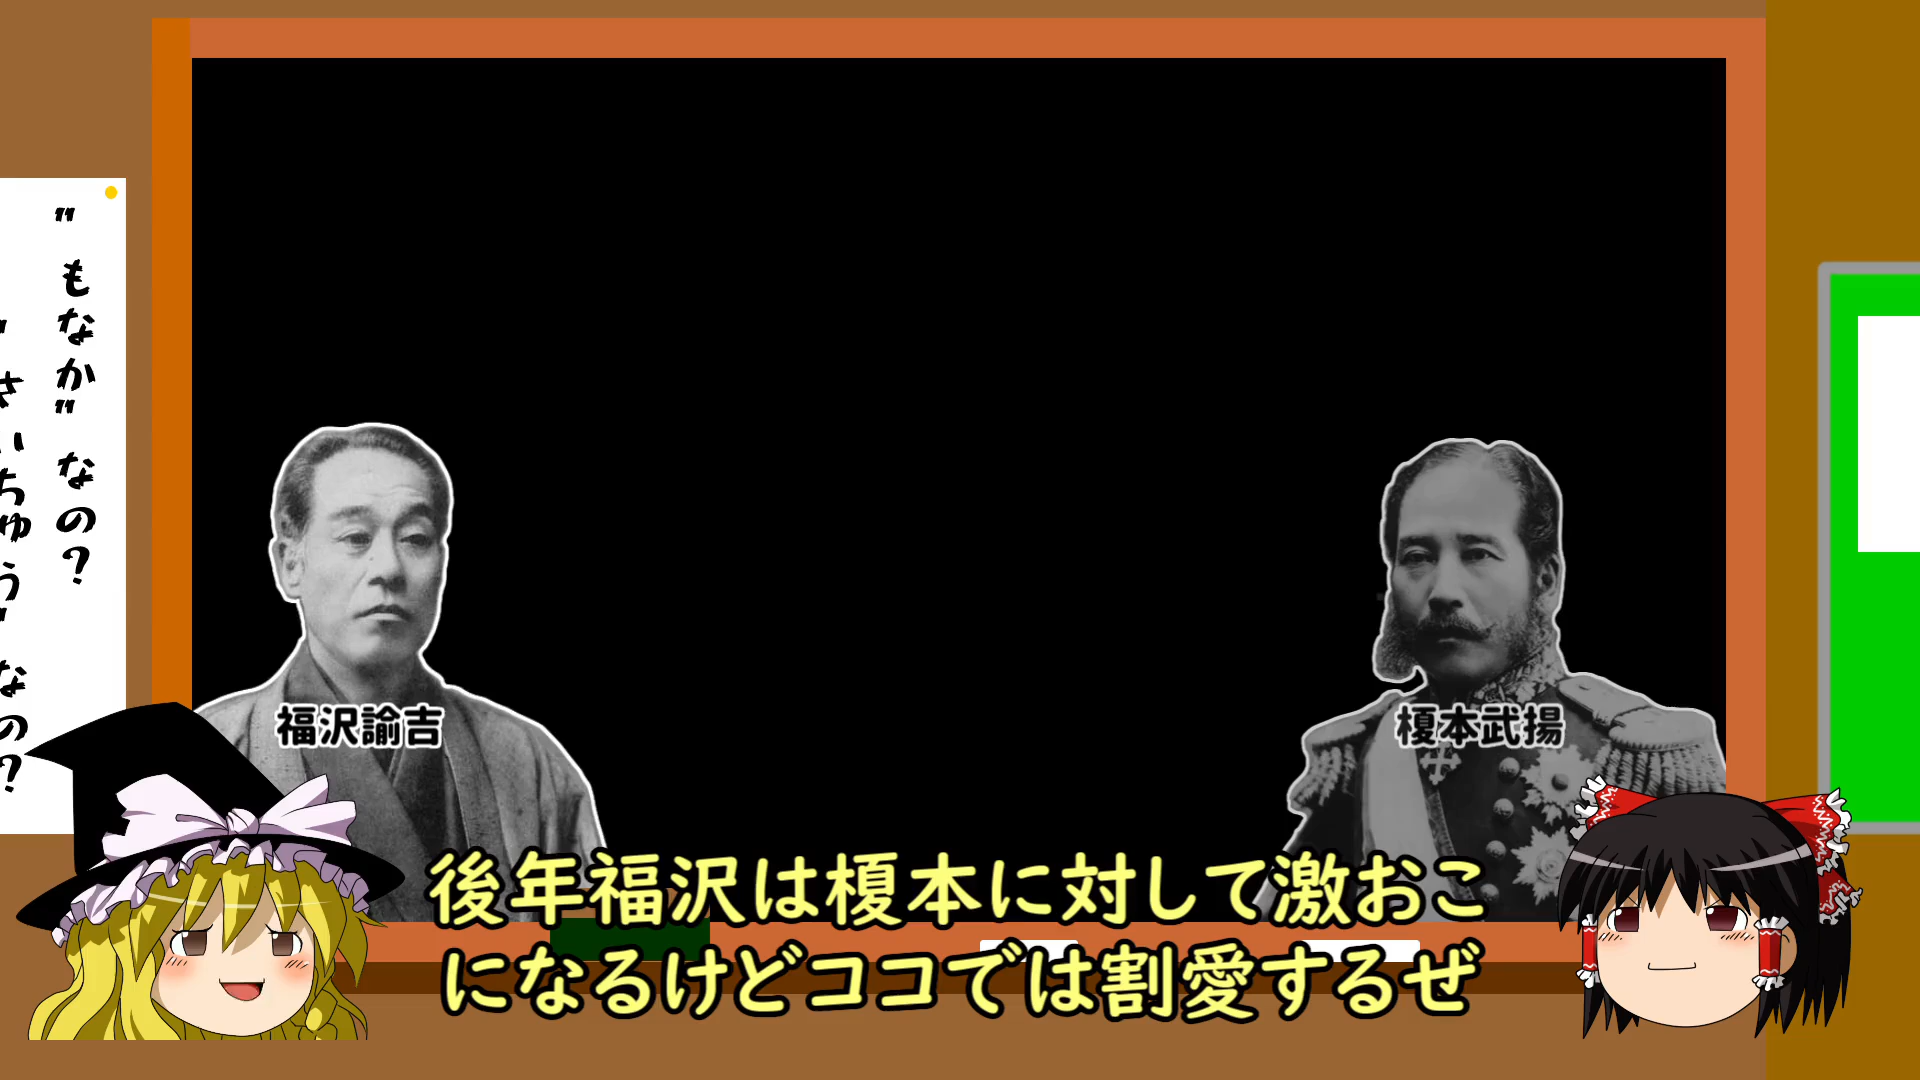 "もなか"なの？
"さいちゅう"なの？
福沢諭吉
榎本武揚
後年福沢は榎本に対して激おこ
になるけどココでは割愛するぜ